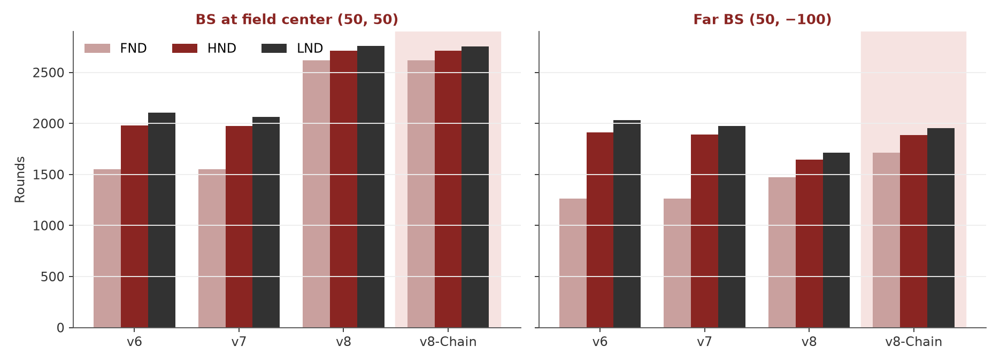 BS at field center (50, 50)
Far BS (50, −100)
FND HND LND
Rounds
2500
2000
1500
1000
500
0
v6 v7 v8 v8-Chain
v6 v7 v8 v8-Chain